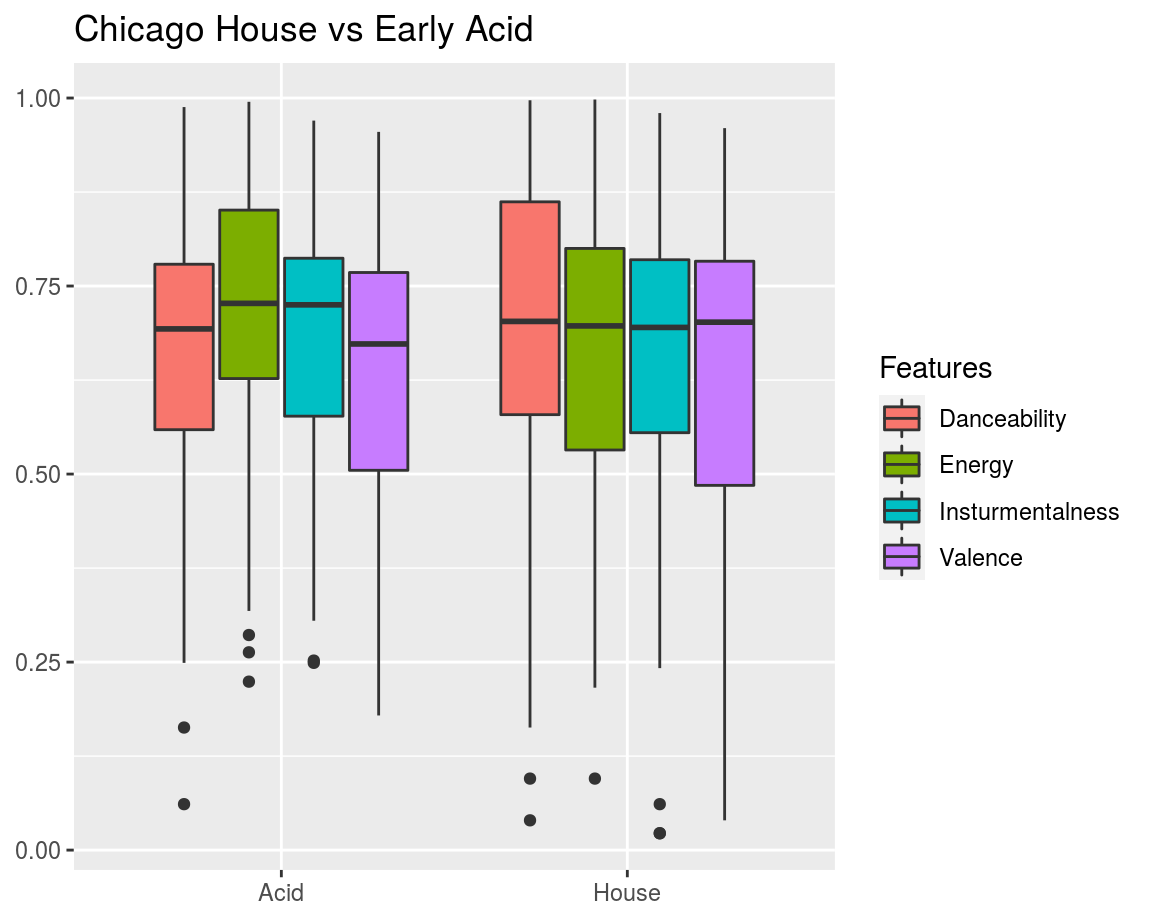 Chicago House vs Early Acid
1.00
0.75
0.50
0.25
0.00
Acid House
Features
Danceability
Energy
Insturmentalness
Valence